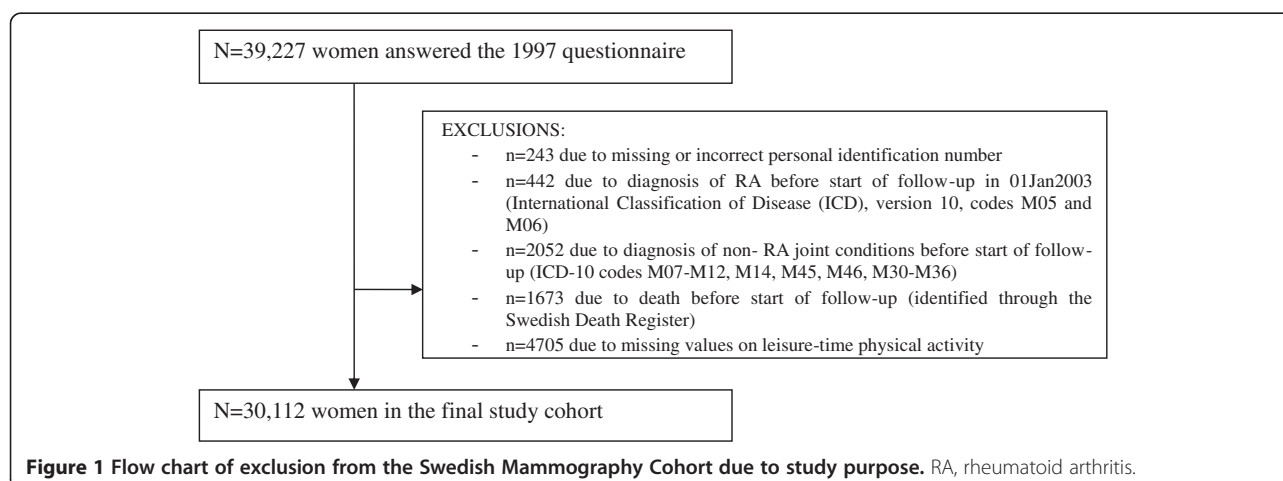 N=39,227 women answered the 1997 questionnaire
EXCLUSIONS:
- n=243 due to missing or incorrect personal identification number
- n=442 due to diagnosis of RA before start of follow-up in 01Jan2003
(International Classification of Disease (ICD), version 10, codes M05 and
M06)
- n=2052 due to diagnosis of non- RA joint conditions before start of follow-
up (ICD-10 codes M07-M12, M14, M45, M46, M30-M36)
- n=1673 due to death before start of follow-up (identified through the
Swedish Death Register)
- n=4705 due to missing values on leisure-time physical activity
N=30,112 women in the final study cohort
Figure 1 Flow chart of exclusion from the Swedish Mammography Cohort due to study purpose. RA, rheumatoid arthritis.